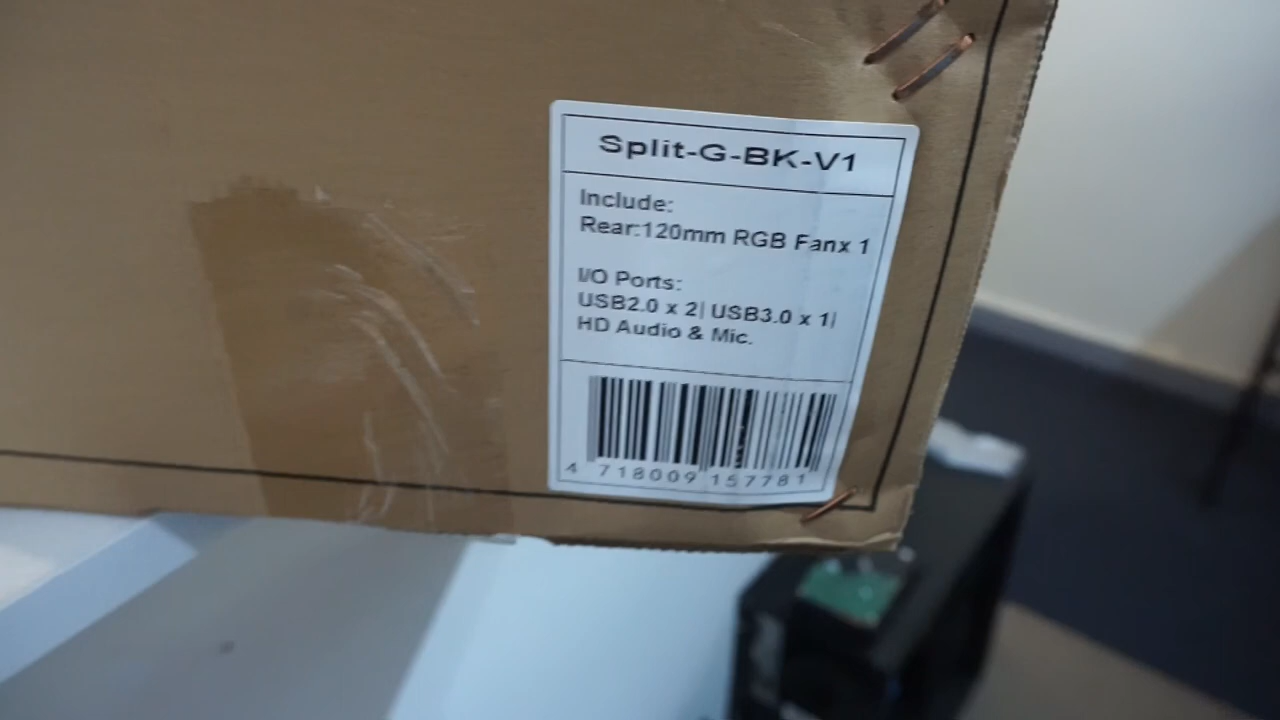 Split-G-BK-V1
Include:
Rear:120mm RGB Fanx 1
I/O Ports:
USB2.0 x 2| USB3.0 x 1|
HD Audio & Mic.
4 718009 157781